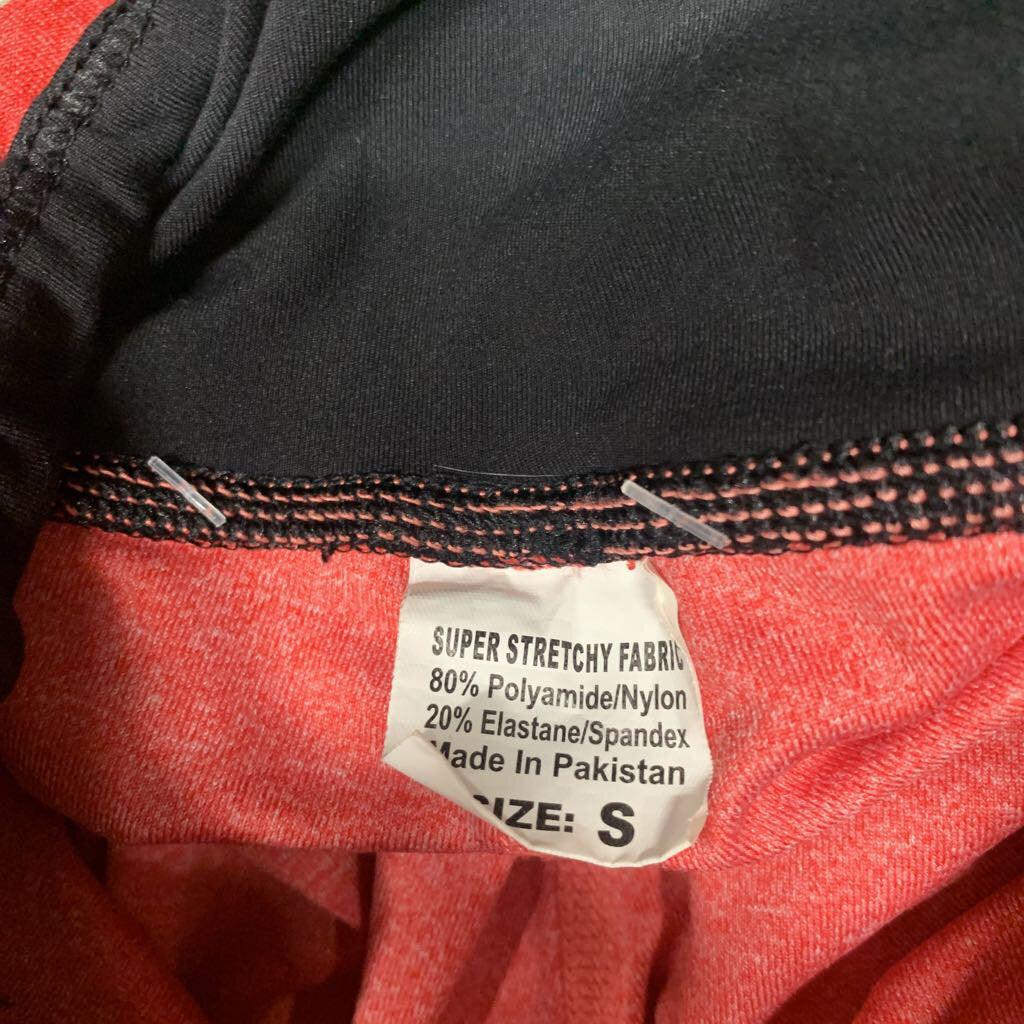 SUPER STRETCHY FABRIC
80% Polyamide/Nylon
20% Elastane/Spandex
Made In Pakistan
SIZE: S